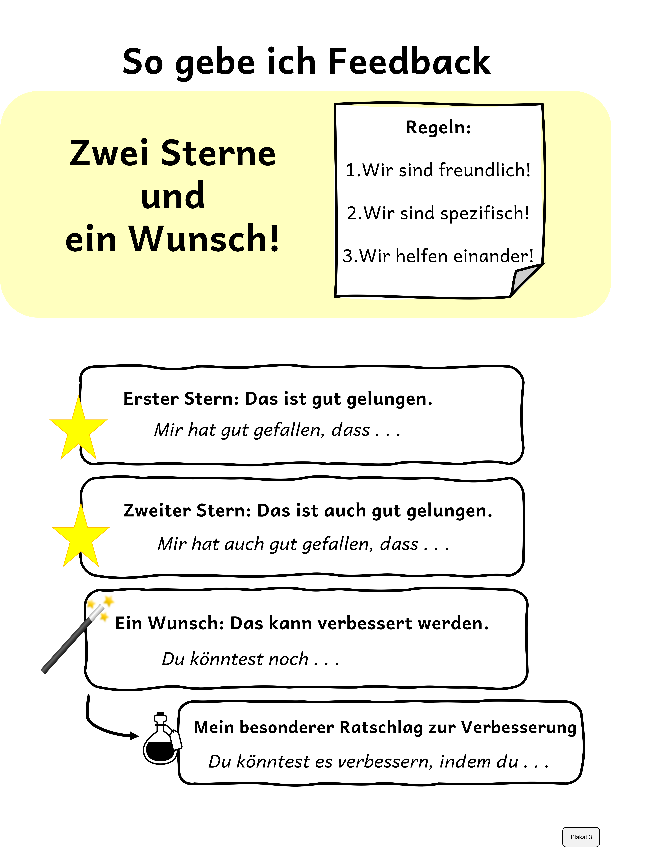 So gebe ich Feedback
Zwei Sterne
und
ein Wunsch!
Regeln:
1.Wir sind freundlich!
2.Wir sind spezifisch!
3.Wir helfen einander!
Erster Stern: Das ist gut gelungen.
Mir hat gut gefallen, dass . . .
Zweiter Stern: Das ist auch gut gelungen.
Mir hat auch gut gefallen, dass . . .
Ein Wunsch: Das kann verbessert werden.
Du könntest noch . . .
Mein besonderer Ratschlag zur Verbesserung
Du könntest es verbessern, indem du . . .